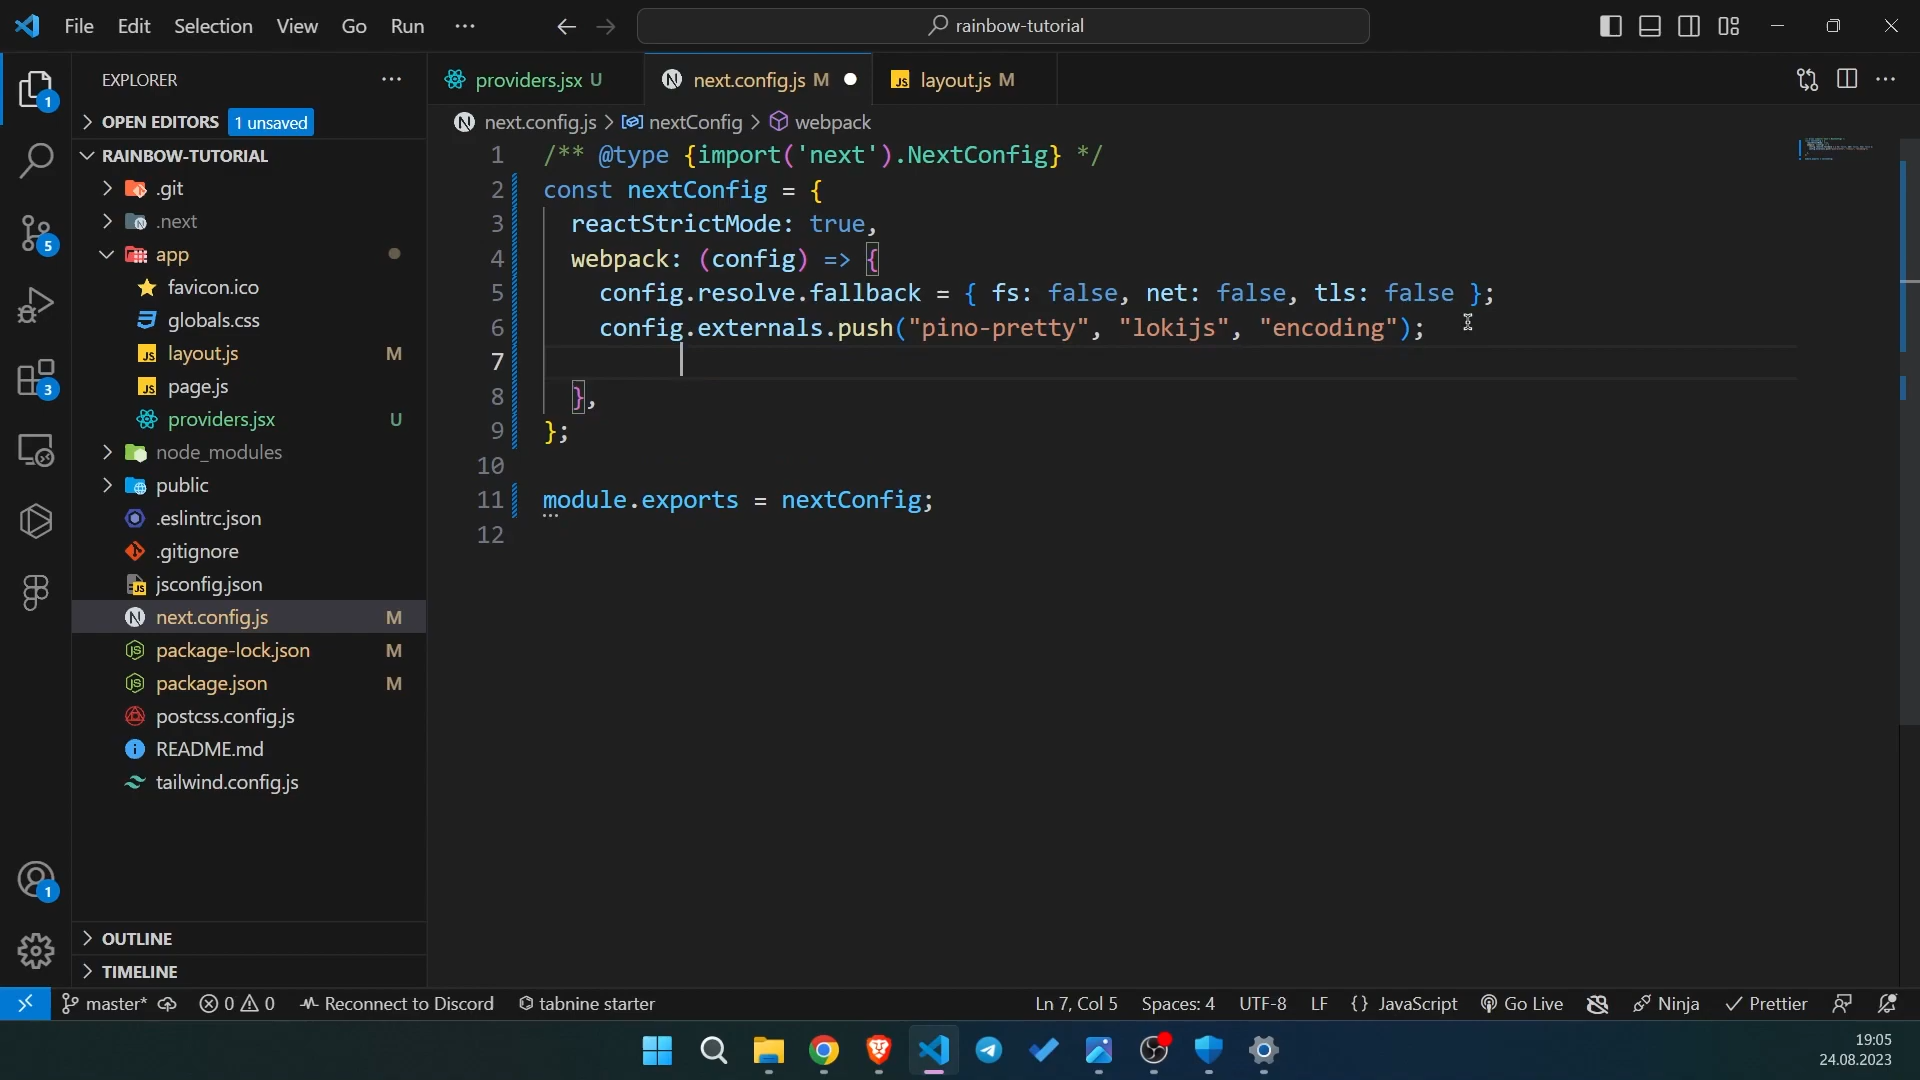 File Edit Selection View Go Run ···
rainbow-tutorial
EXPLORER
OPEN EDITORS 1 unsaved
RAINBOW-TUTORIAL
.git
.next
app
favicon.ico
globals.css
layout.js M
page.js
providers.jsx U
node_modules
public
.eslintrc.json
.gitignore
jsconfig.json
next.config.js M
package-lock.json M
package.json M
postcss.config.js
README.md
tailwind.config.js
OUTLINE
TIMELINE
1
5
3
1
providers.jsx U next.config.js M layout.js M
next.config.js > nextConfig > webpack
1 /** @type {import('next').NextConfig} */
2 const nextConfig = {
3 reactStrictMode: true,
4 webpack: (config) => {
5 config.resolve.fallback = { fs: false, net: false, tls: false };
6 config.externals.push("pino-pretty", "lokijs", "encoding");
7
8 },
9 };
10
11 module.exports = nextConfig;
12
master* 0 0 Reconnect to Discord tabnine starter Ln 7, Col 5 Spaces: 4 UTF-8 LF {} JavaScript Go Live Ninja Prettier
19:05
24.08.2023